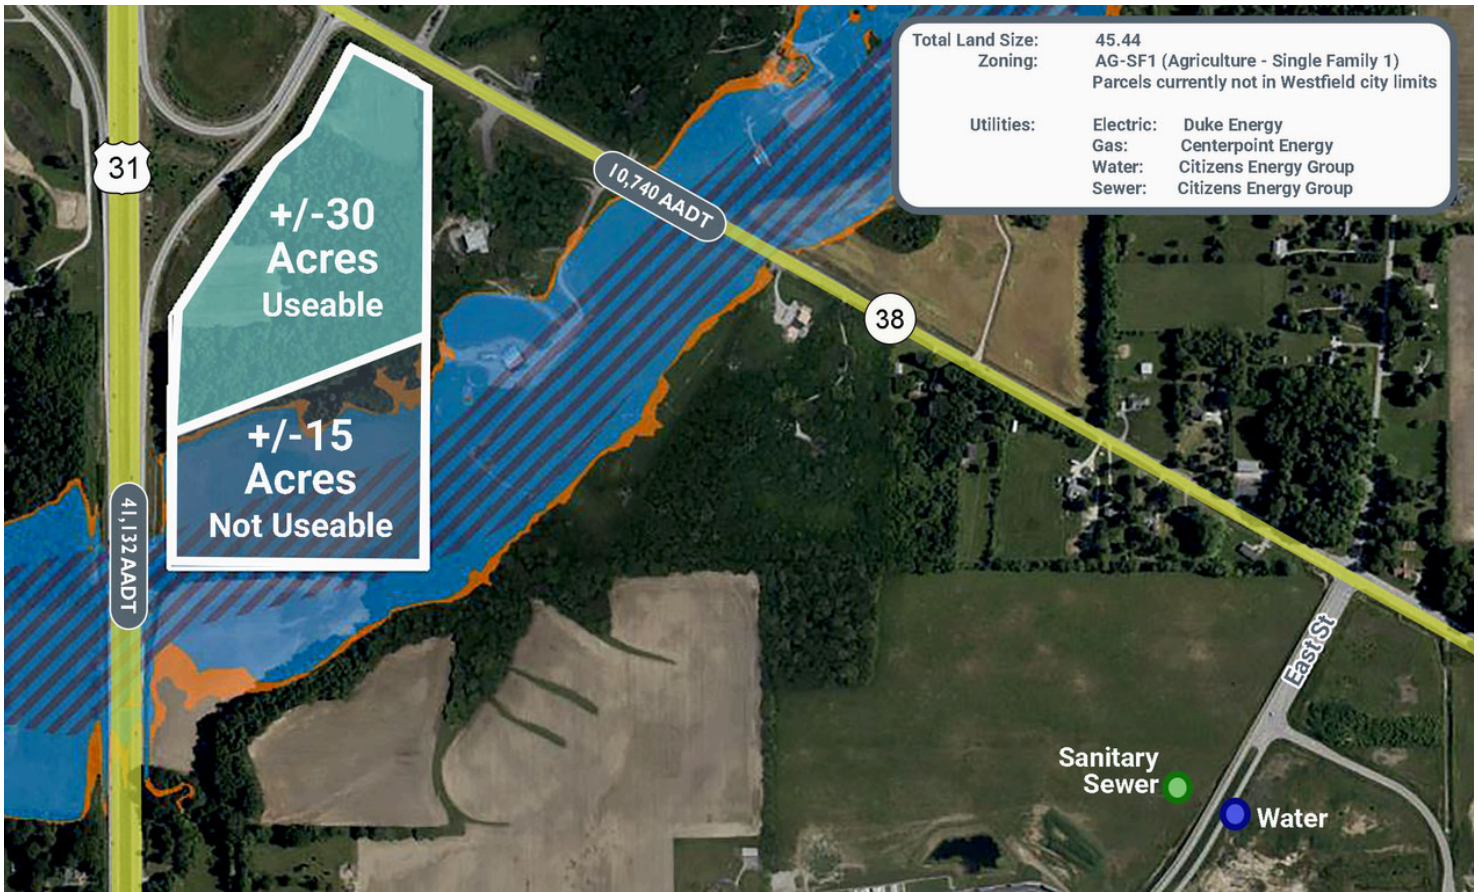 Total Land Size: 45.44
Zoning: AG-SF1 (Agriculture - Single Family 1)
Parcels currently not in Westfield city limits
Utilities: Electric: Duke Energy
Gas: Centerpoint Energy
Water: Citizens Energy Group
Sewer: Citizens Energy Group
31
10,740 AADT
+/-30
Acres
Useable
38
+/-15
Acres
Not Useable
41,132 AADT
East St
Sanitary
Sewer
Water